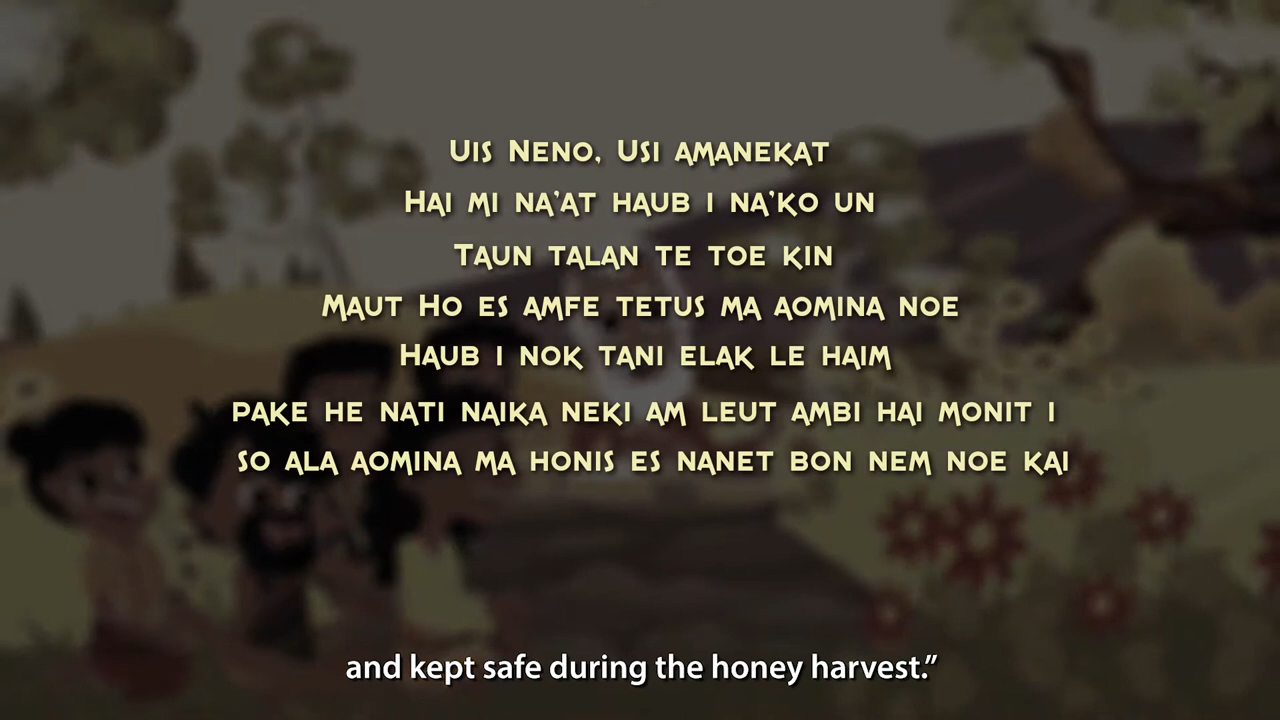 Uis Neno, Usi amanekat
Hai mi na'at haub i na'ko un
Taun talan te toe kin
Maut Ho es amfe tetus ma aomina noe
Haub i nok tani elak le haim
pake he nati naika neki am leut ambi hai monit i
so ala aomina ma honis es nanet bon nem noe kai
and kept safe during the honey harvest.”